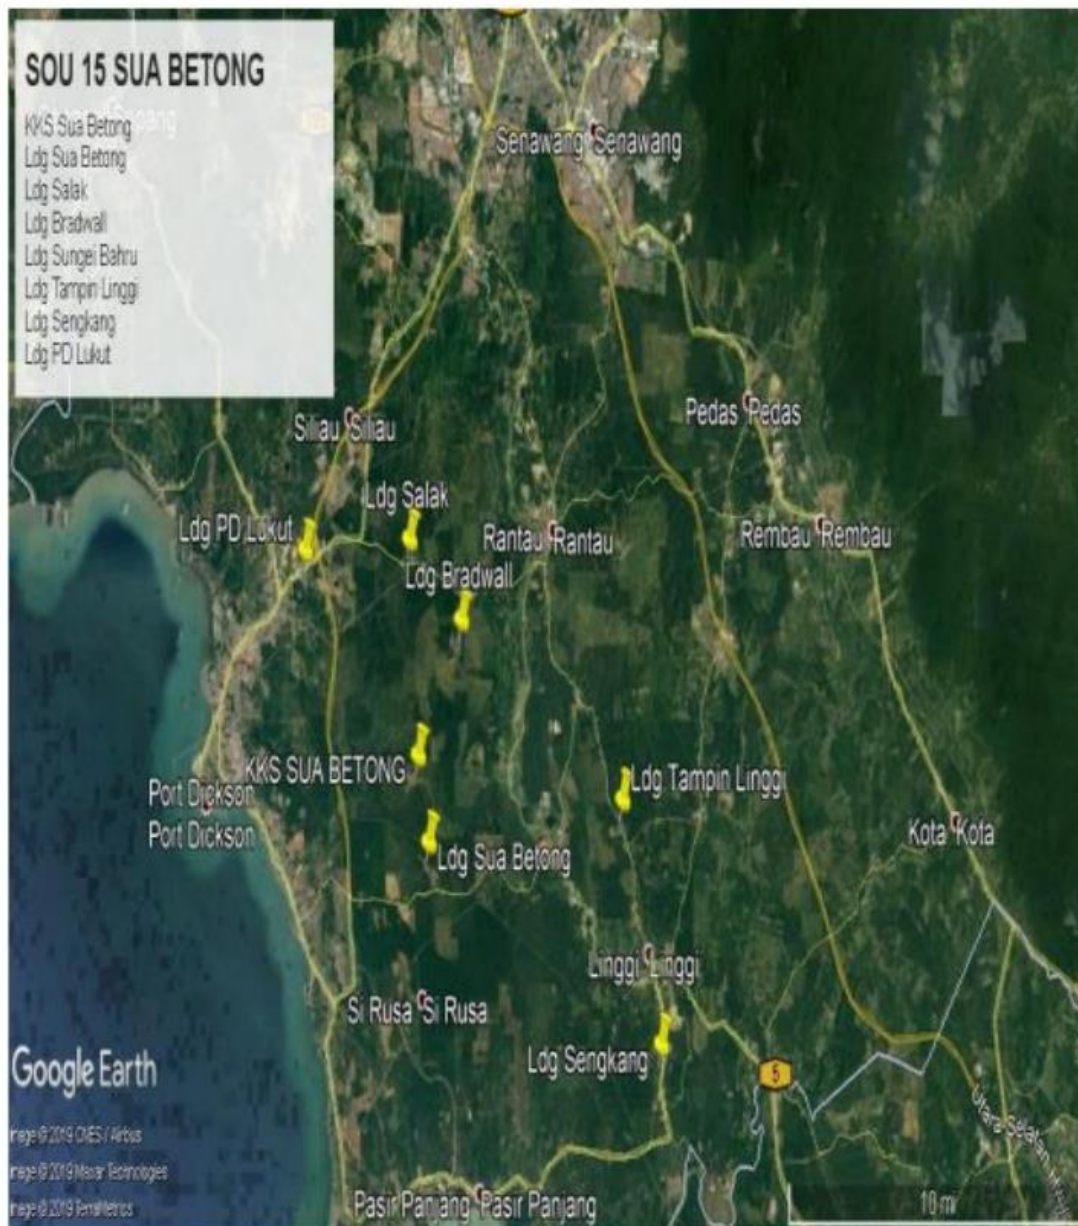 SOU 15 SUA BETONG
KKS Sua Betong
Ldg Sua Betong
Ldg Salak
Ldg Bradwall
Ldg Sungei Bahru
Ldg Tampin Linggi
Ldg Sengkang
Ldg PD Lukut
Senawang Senawang
Pedas Pedas
Siliau Siliau
Ldg Salak
Ldg PD Lukut
Rantau Rantau
Rembau Rembau
Ldg Bradwall
KKS SUA BETONG
Ldg Tampin Linggi
Port Dickson
Port Dickson
Kota Kota
Ldg Sua Betong
Linggi Linggi
Si Rusa Si Rusa
Ldg Sengkang
5
Google Earth
Utara Selatan
Image © 2019 CNES / Airbus
Image © 2019 Maxar Technologies
Image © 2019 TerraMetrics
Pasir Panjang Pasir Panjang
10 mi